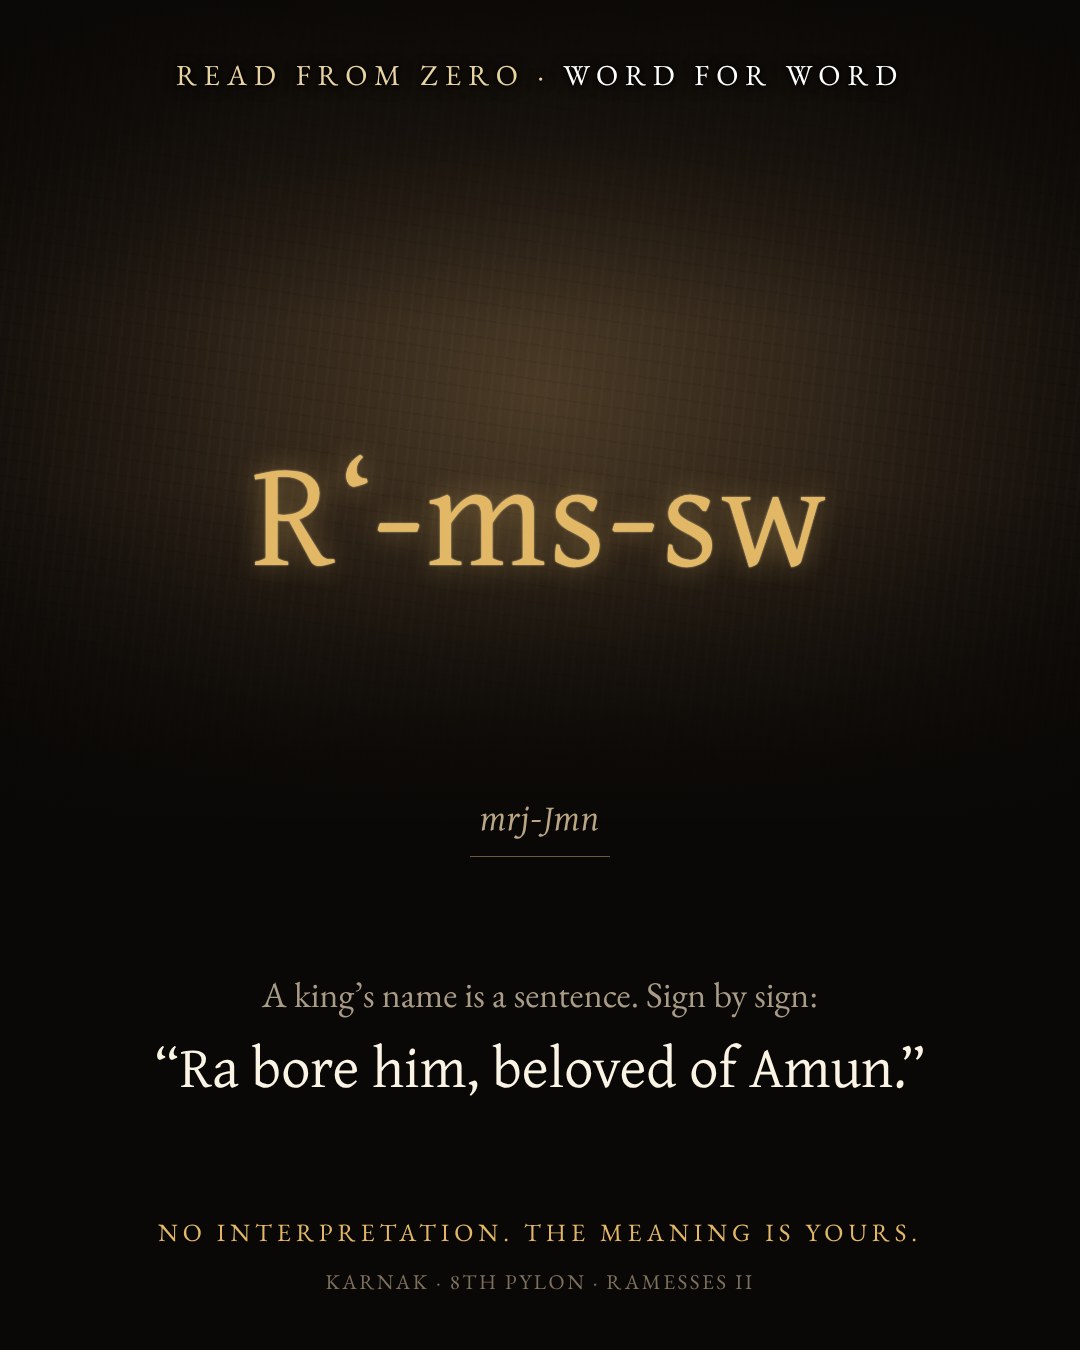 READ FROM ZERO · WORD FOR WORD
Rʿ-ms-sw
mrj-Jmn
A king’s name is a sentence. Sign by sign:
“Ra bore him, beloved of Amun.”
NO INTERPRETATION. THE MEANING IS YOURS.
KARNAK · 8TH PYLON · RAMESSES II